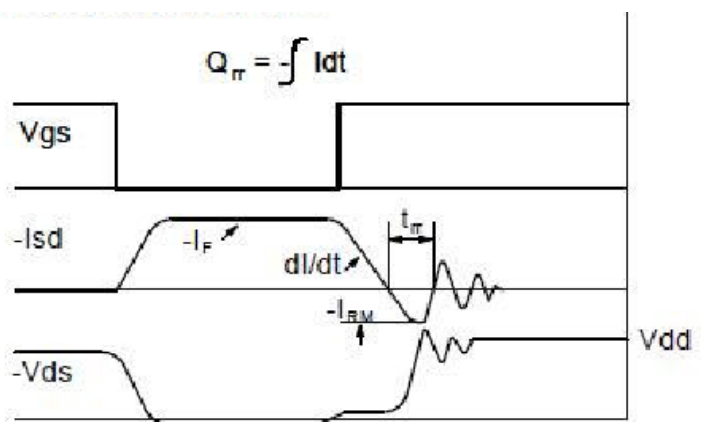 Qrr = -∫ Idt
Vgs
-Isd
-IF
dI/dt
trr
-IRM
Vdd
-Vds